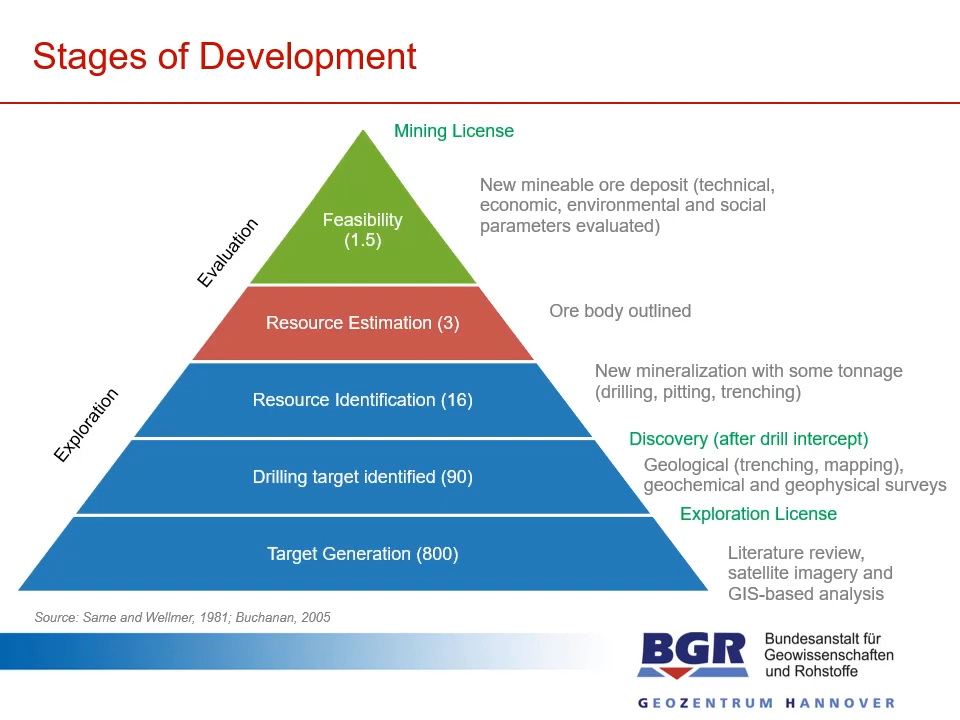 Stages of Development
Mining License
New mineable ore deposit (technical,
economic, environmental and social
parameters evaluated)
Feasibility
(1.5)
Evaluation
Ore body outlined
Resource Estimation (3)
New mineralization with some tonnage
(drilling, pitting, trenching)
Resource Identification (16)
Exploration
Discovery (after drill intercept)
Geological (trenching, mapping),
geochemical and geophysical surveys
Drilling target identified (90)
Exploration License
Target Generation (800)
Literature review,
satellite imagery and
GIS-based analysis
Source: Same and Wellmer, 1981; Buchanan, 2005
BGR
Bundesanstalt für
Geowissenschaften
und Rohstoffe
GEOZENTRUM HANNOVER